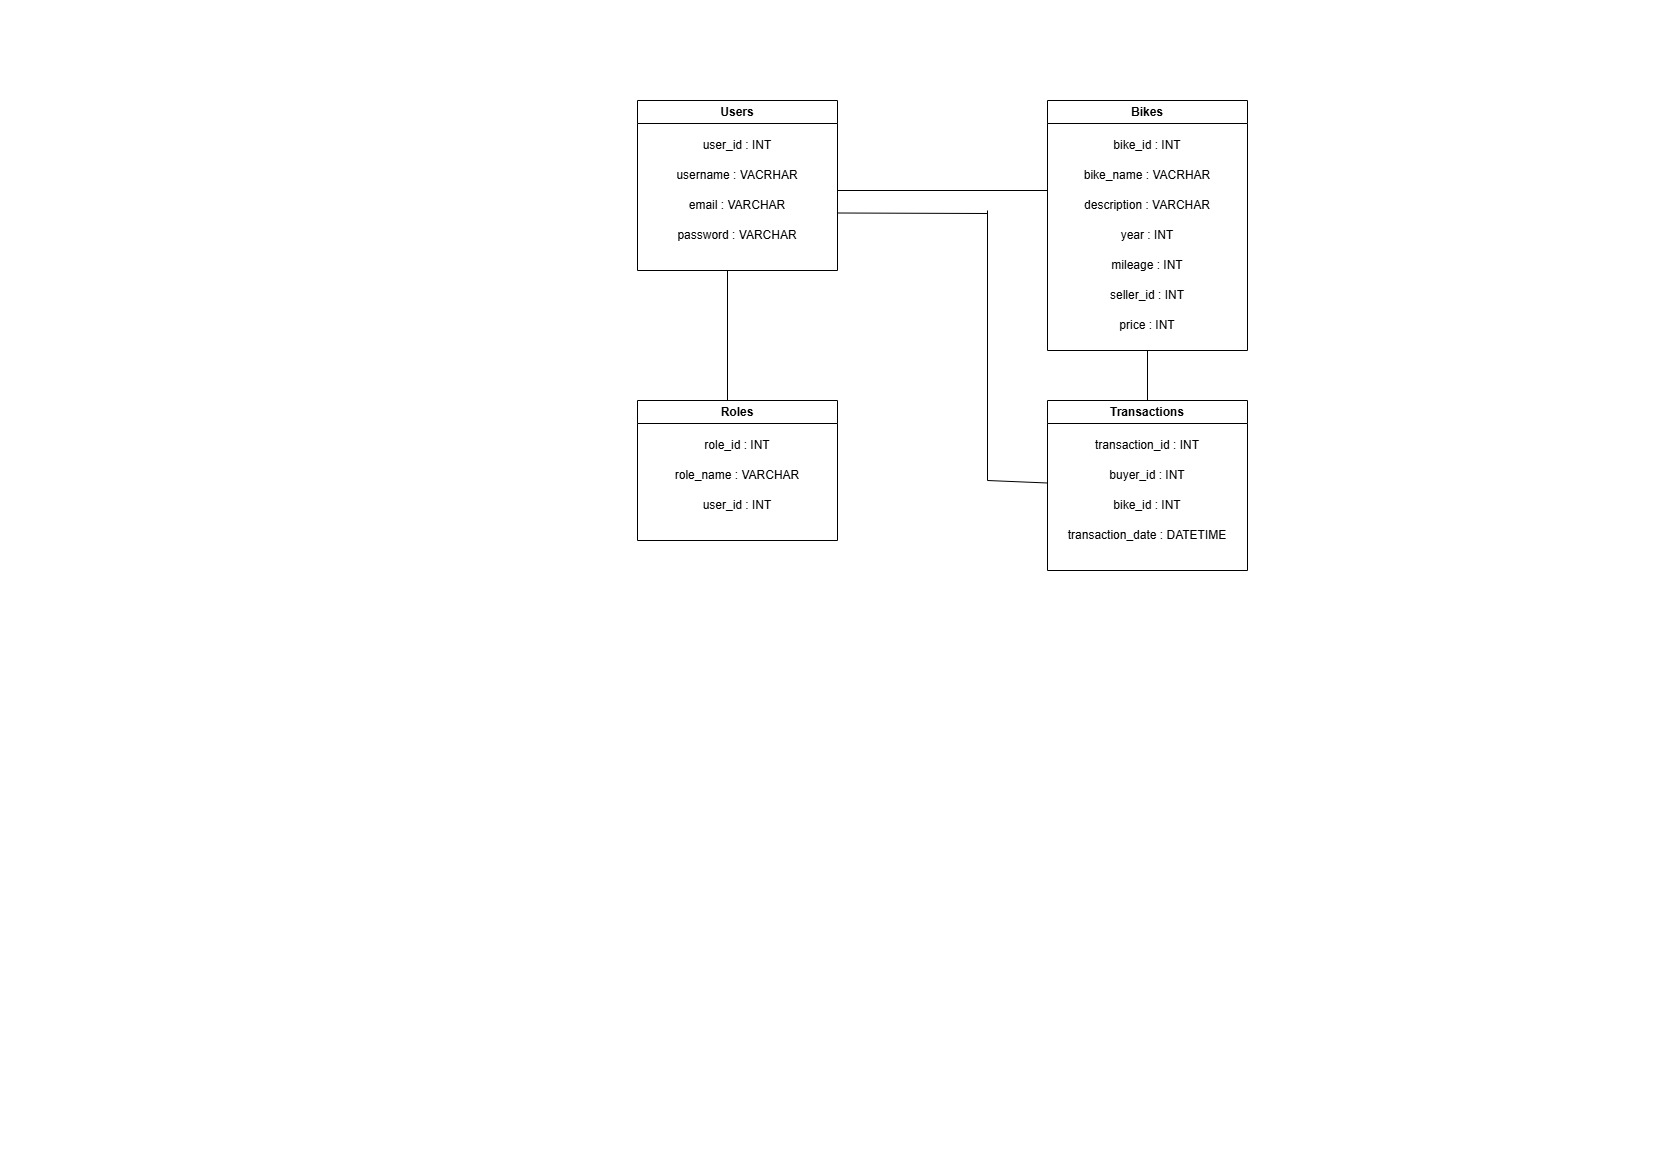 Users
user_id : INT
username : VACRHAR
email : VARCHAR
password : VARCHAR
Bikes
bike_id : INT
bike_name : VACRHAR
description : VARCHAR
year : INT
mileage : INT
seller_id : INT
price : INT
Roles
role_id : INT
role_name : VARCHAR
user_id : INT
Transactions
transaction_id : INT
buyer_id : INT
bike_id : INT
transaction_date : DATETIME